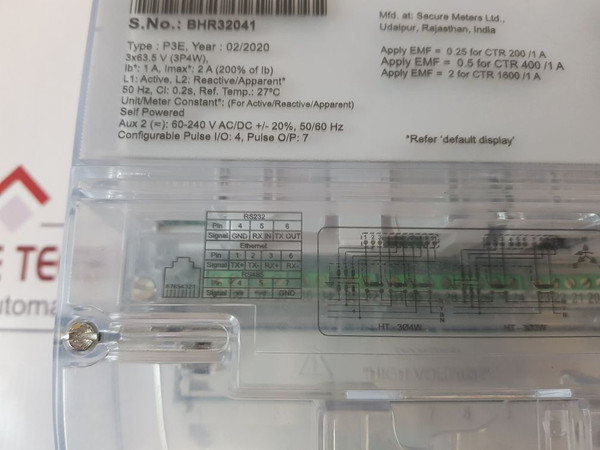 S.No.: BHR32041
Type : P3E, Year : 02/2020
3x63.5 V (3P4W),
Ib*: 1 A, Imax*: 2 A (200% of Ib)
L1: Active, L2: Reactive/Apparent*
50 Hz, Cl: 0.2s, Ref. Temp.: 27°C
Unit/Meter Constant*: (For Active/Reactive/Apparent)
Self Powered
Aux 2 (≂): 60-240 V AC/DC +/- 20%, 50/60 Hz
Configurable Pulse I/O: 4, Pulse O/P: 7
Mfd. at: Secure Meters Ltd.,
Udaipur, Rajasthan, India
Apply EMF = 0.25 for CTR 200 /1 A
Apply EMF = 0.5 for CTR 400 /1 A
Apply EMF = 2 for CTR 1600 /1 A
*Refer 'default display'
RS232
Pin 4 5 6
Signal GND RX IN TX OUT
Ethernet
Pin 1 2 3 6
Signal TX+ TX- RX+ RX-
RS485
Pin 4 5 7
GND
E TE
utoma
HT - 3P4W
HT -